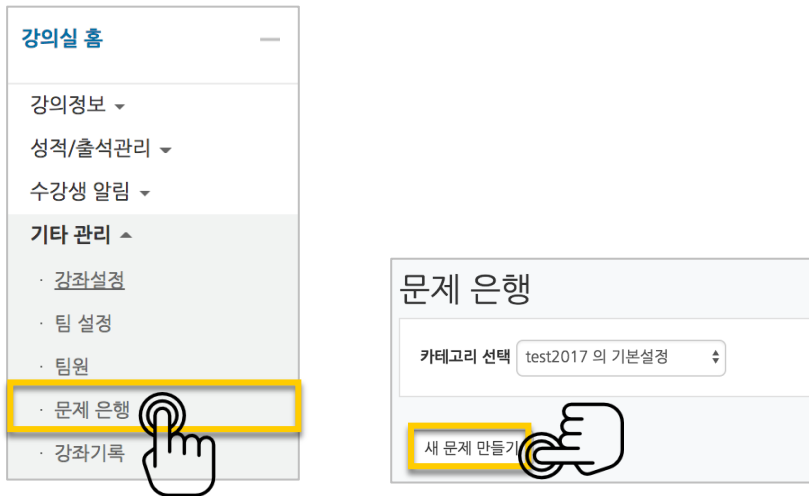 강의실 홈
강의정보
성적/출석관리
수강생 알림
기타 관리
· 강좌설정
· 팀 설정
· 팀원
· 문제 은행
· 강좌기록
문제 은행
카테고리 선택 test2017 의 기본설정
새 문제 만들기